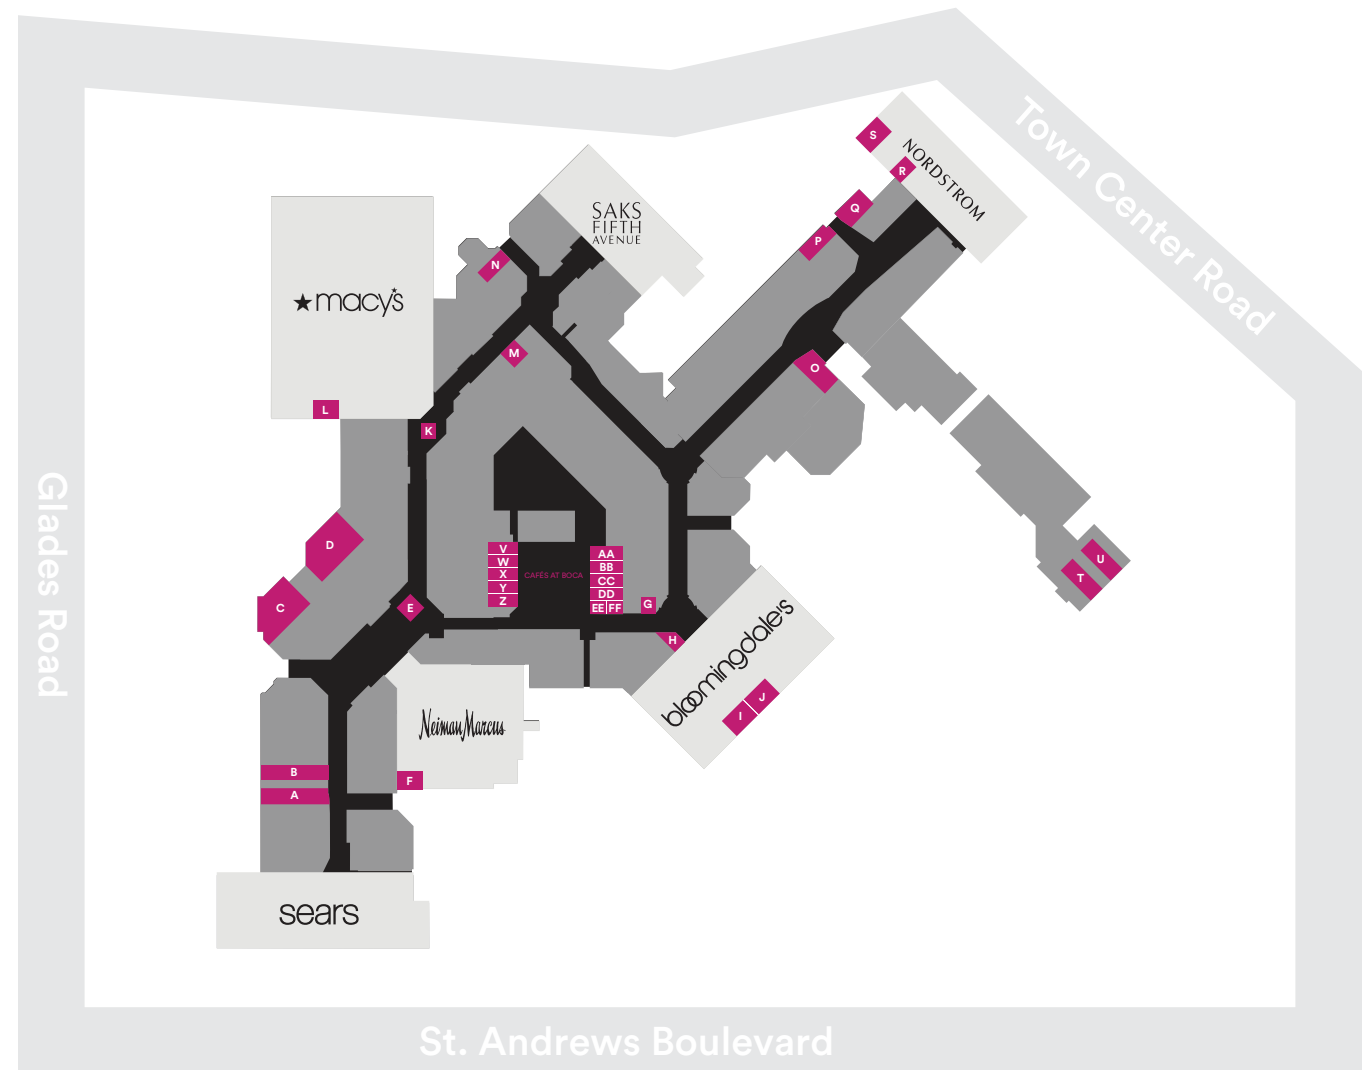 Town Center Road
S
NORDSTROM
R
Q
P
SAKS
FIFTH
AVENUE
N
macy's
M
O
L
K
Glades Road
D
C
E
V
W
X
Y
Z
CAFÉS AT BOCA
AA
BB
CC
DD
EE FF
G
H
U
T
bloomingdale's
J
I
Neiman Marcus
B
F
A
sears
St. Andrews Boulevard